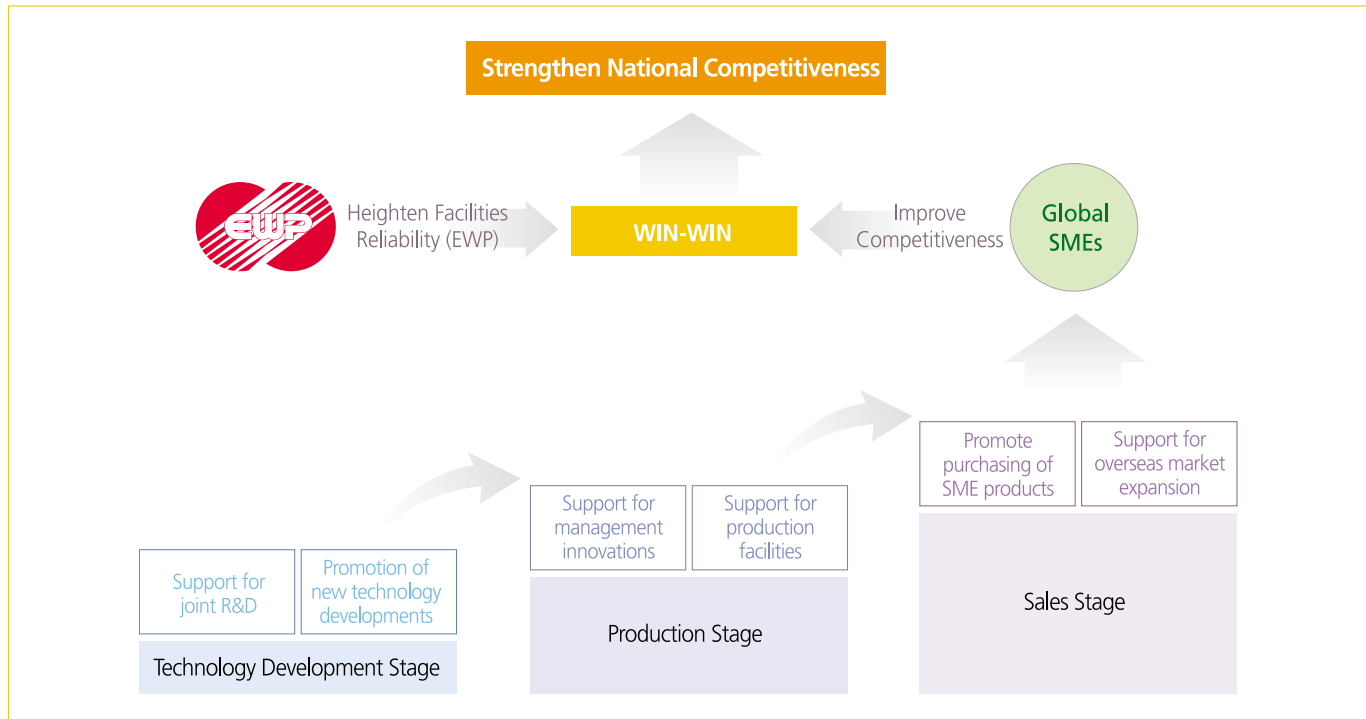 Strengthen National Competitiveness
EWP
Heighten Facilities
Reliability (EWP)
WIN-WIN
Improve
Competitiveness
Global
SMEs
Promote
purchasing of
SME products
Support for
overseas market
expansion
Support for
management
innovations
Support for
production
facilities
Support for
joint R&D
Promotion of
new technology
developments
Sales Stage
Production Stage
Technology Development Stage